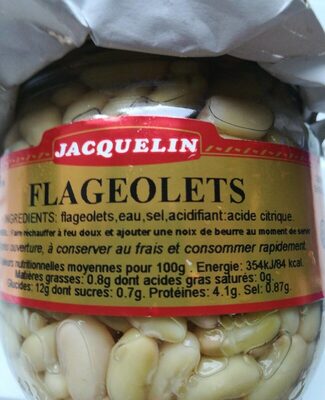 JACQUELIN
FLAGEOLETS
INGREDIENTS: flageolets,eau,sel,acidifiant:acide citrique.
faire réchauffer à feu doux et ajouter une noix de beurre au moment de servir
ouverture, à conserver au frais et consommer rapidement.
nutritionnelles moyennes pour 100g : Energie: 354kJ/84 kcal.
Matières grasses: 0.8g dont acides gras saturés: 0g.
Glucides: 12g dont sucres: 0.7g. Protéines: 4.1g. Sel: 0.87g.